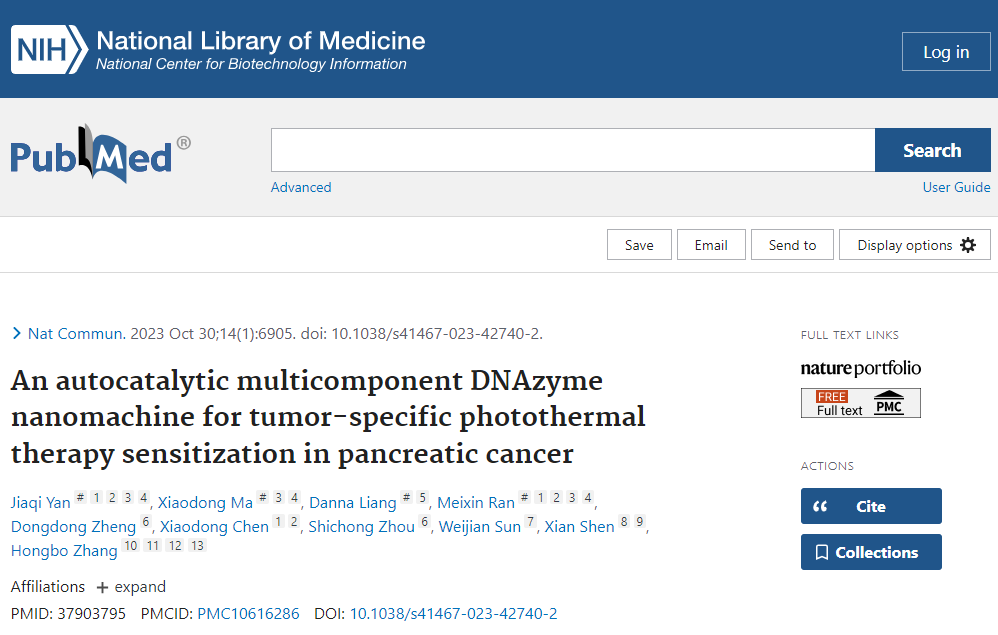 NIH National Library of Medicine
National Center for Biotechnology Information
Log in
PubMed®
Search
Advanced
User Guide
Save
Email
Send to
Display options
Nat Commun. 2023 Oct 30;14(1):6905. doi: 10.1038/s41467-023-42740-2.
An autocatalytic multicomponent DNAzyme
nanomachine for tumor-specific photothermal
therapy sensitization in pancreatic cancer
Jiaqi Yan # 1 2 3 4, Xiaodong Ma # 3 4, Danna Liang # 5, Meixin Ran # 1 2 3 4,
Dongdong Zheng 6, Xiaodong Chen 1 2, Shichong Zhou 6, Weijian Sun 7, Xian Shen 8 9,
Hongbo Zhang 10 11 12 13
Affiliations + expand
PMID: 37903795 PMCID: PMC10616286 DOI: 10.1038/s41467-023-42740-2
FULL TEXT LINKS
nature portfolio
FREE
Full text PMC
ACTIONS
Cite
Collections